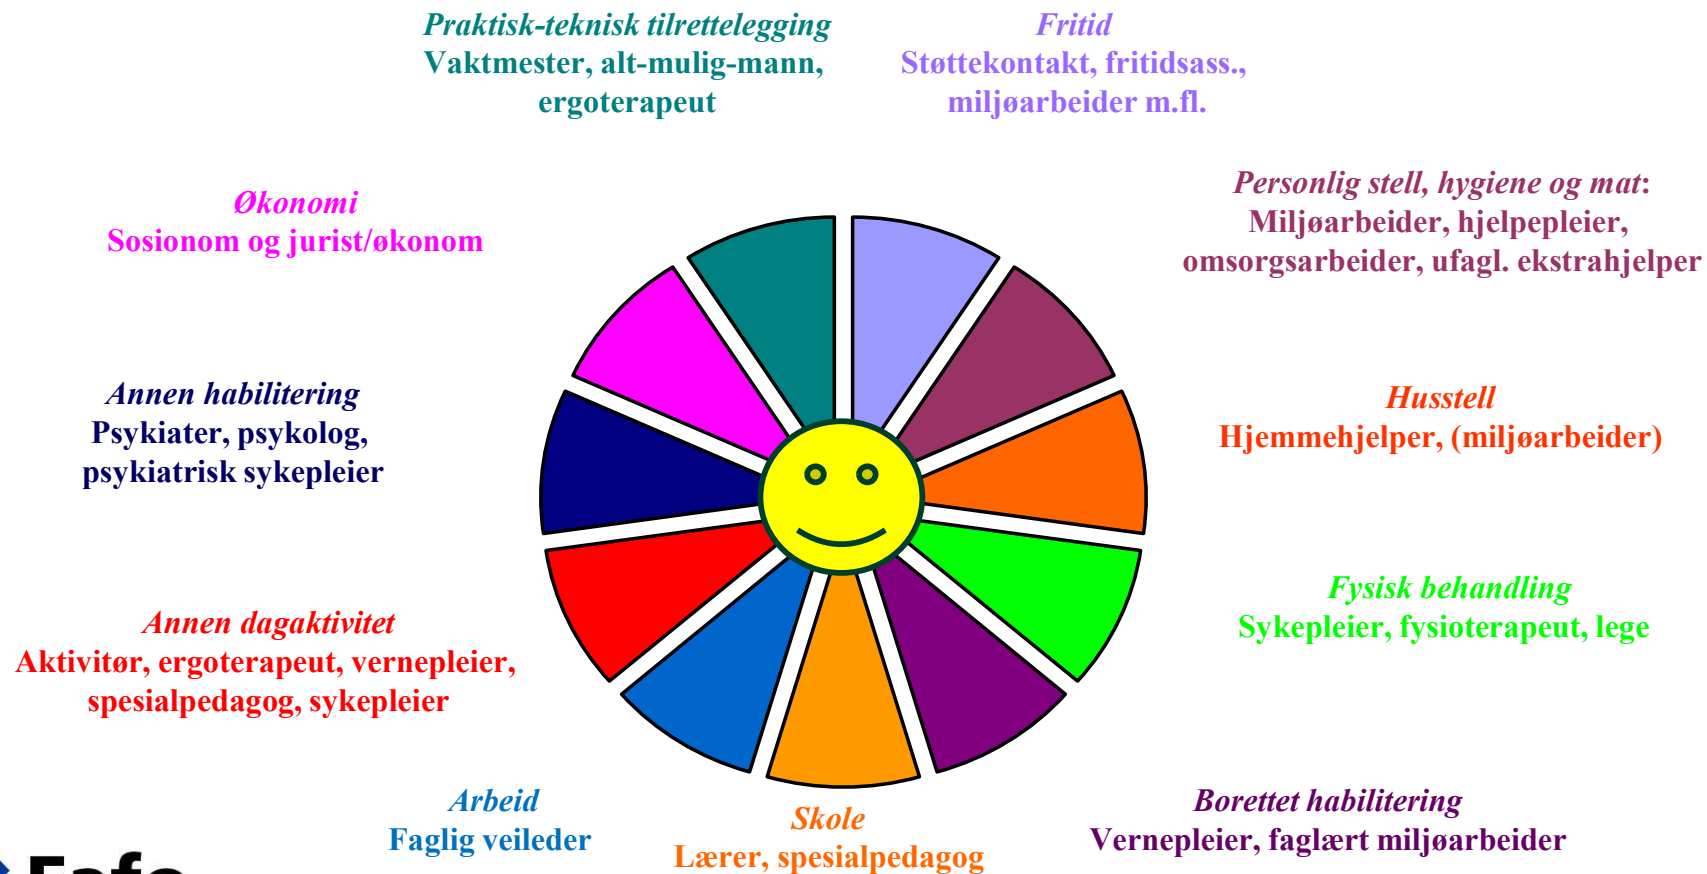 Praktisk-teknisk tilrettelegging
Vaktmester, alt-mulig-mann,
ergoterapeut
Fritid
Støttekontakt, fritidsass.,
miljøarbeider m.fl.
Personlig stell, hygiene og mat:
Miljøarbeider, hjelpepleier,
omsorgsarbeider, ufagl. ekstrahjelper
Økonomi
Sosionom og jurist/økonom
Husstell
Hjemmehjelper, (miljøarbeider)
Annen habilitering
Psykiater, psykolog,
psykiatrisk sykepleier
Fysisk behandling
Sykepleier, fysioterapeut, lege
Annen dagaktivitet
Aktivitør, ergoterapeut, vernepleier,
spesialpedagog, sykepleier
Borettet habilitering
Vernepleier, faglært miljøarbeider
Arbeid
Faglig veileder
Skole
Lærer, spesialpedagog
Fafo